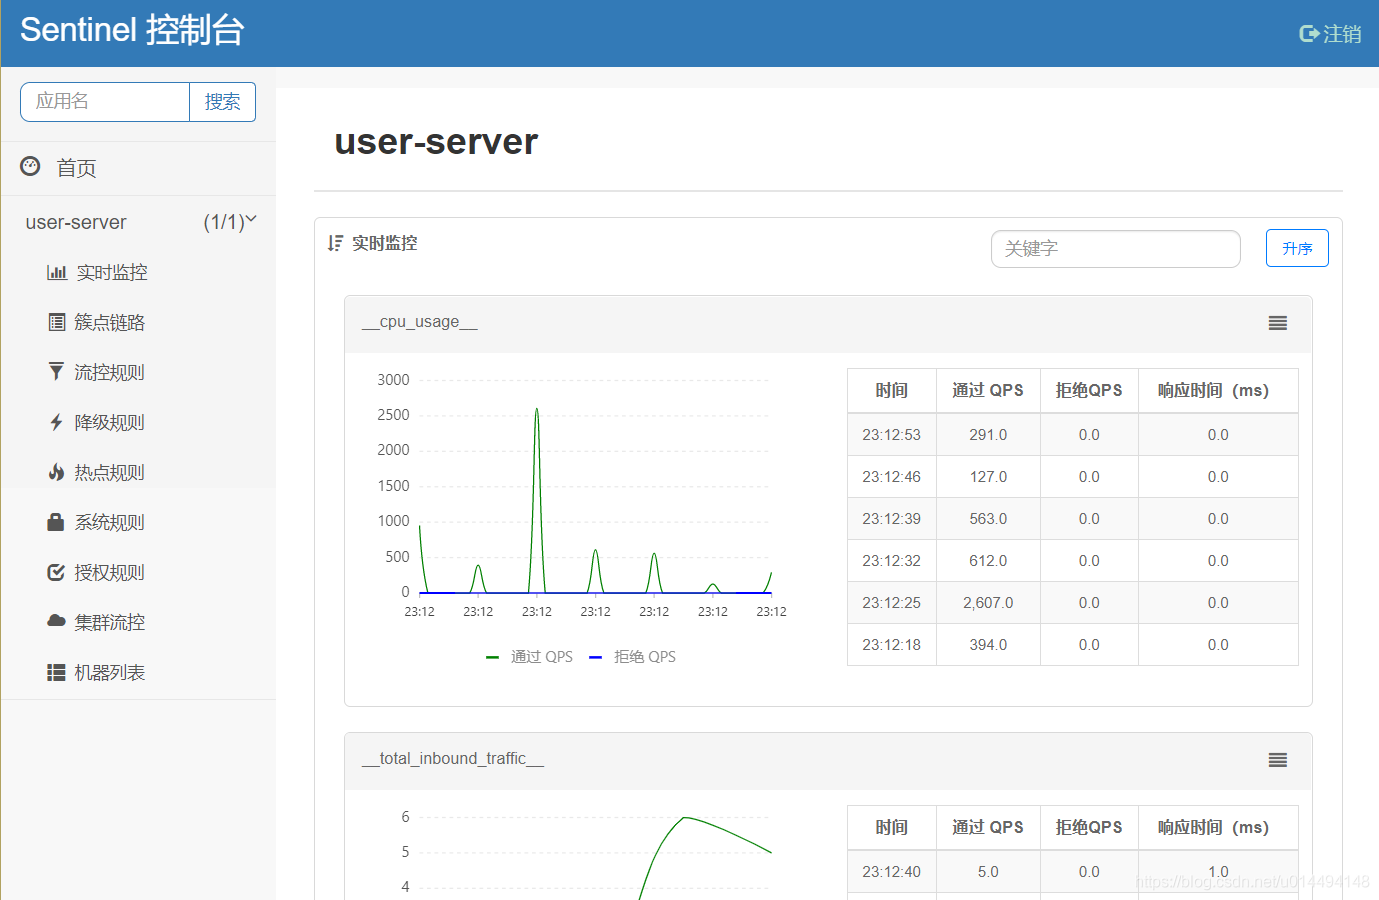 Sentinel 控制台
注销
应用名 搜索
首页
user-server (1/1)
实时监控
簇点链路
流控规则
降级规则
热点规则
系统规则
授权规则
集群流控
机器列表
user-server
实时监控 关键字 升序
__cpu_usage__
3000
2500
2000
1500
1000
500
0
23:12 23:12 23:12 23:12 23:12 23:12 23:12
通过 QPS 拒绝 QPS
时间 通过 QPS 拒绝QPS 响应时间（ms）
23:12:53 291.0 0.0 0.0
23:12:46 127.0 0.0 0.0
23:12:39 563.0 0.0 0.0
23:12:32 612.0 0.0 0.0
23:12:25 2,607.0 0.0 0.0
23:12:18 394.0 0.0 0.0
__total_inbound_traffic__
6
5
4
时间 通过 QPS 拒绝QPS 响应时间（ms）
23:12:40 5.0 0.0 1.0
https://blog.csdn.net/u014494148